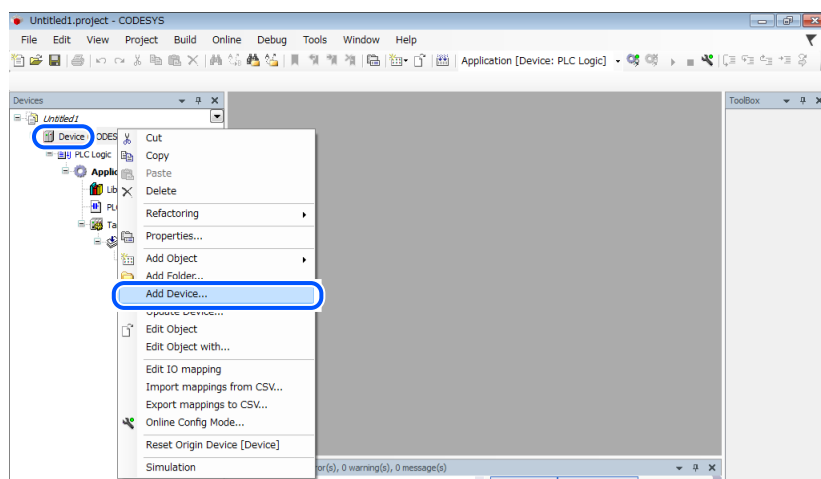 Untitled1.project - CODESYS
File Edit View Project Build Online Debug Tools Window Help
Application [Device: PLC Logic]
Devices
ToolBox
Untitled1
Device
PLC Logic
Cut
Copy
Paste
Delete
Refactoring
Properties...
Add Object
Add Folder...
Add Device...
Update Device...
Edit Object
Edit Object with...
Edit IO mapping
Import mappings from CSV...
Export mappings to CSV...
Online Config Mode...
Reset Origin Device [Device]
Simulation
0 warning(s), 0 message(s)